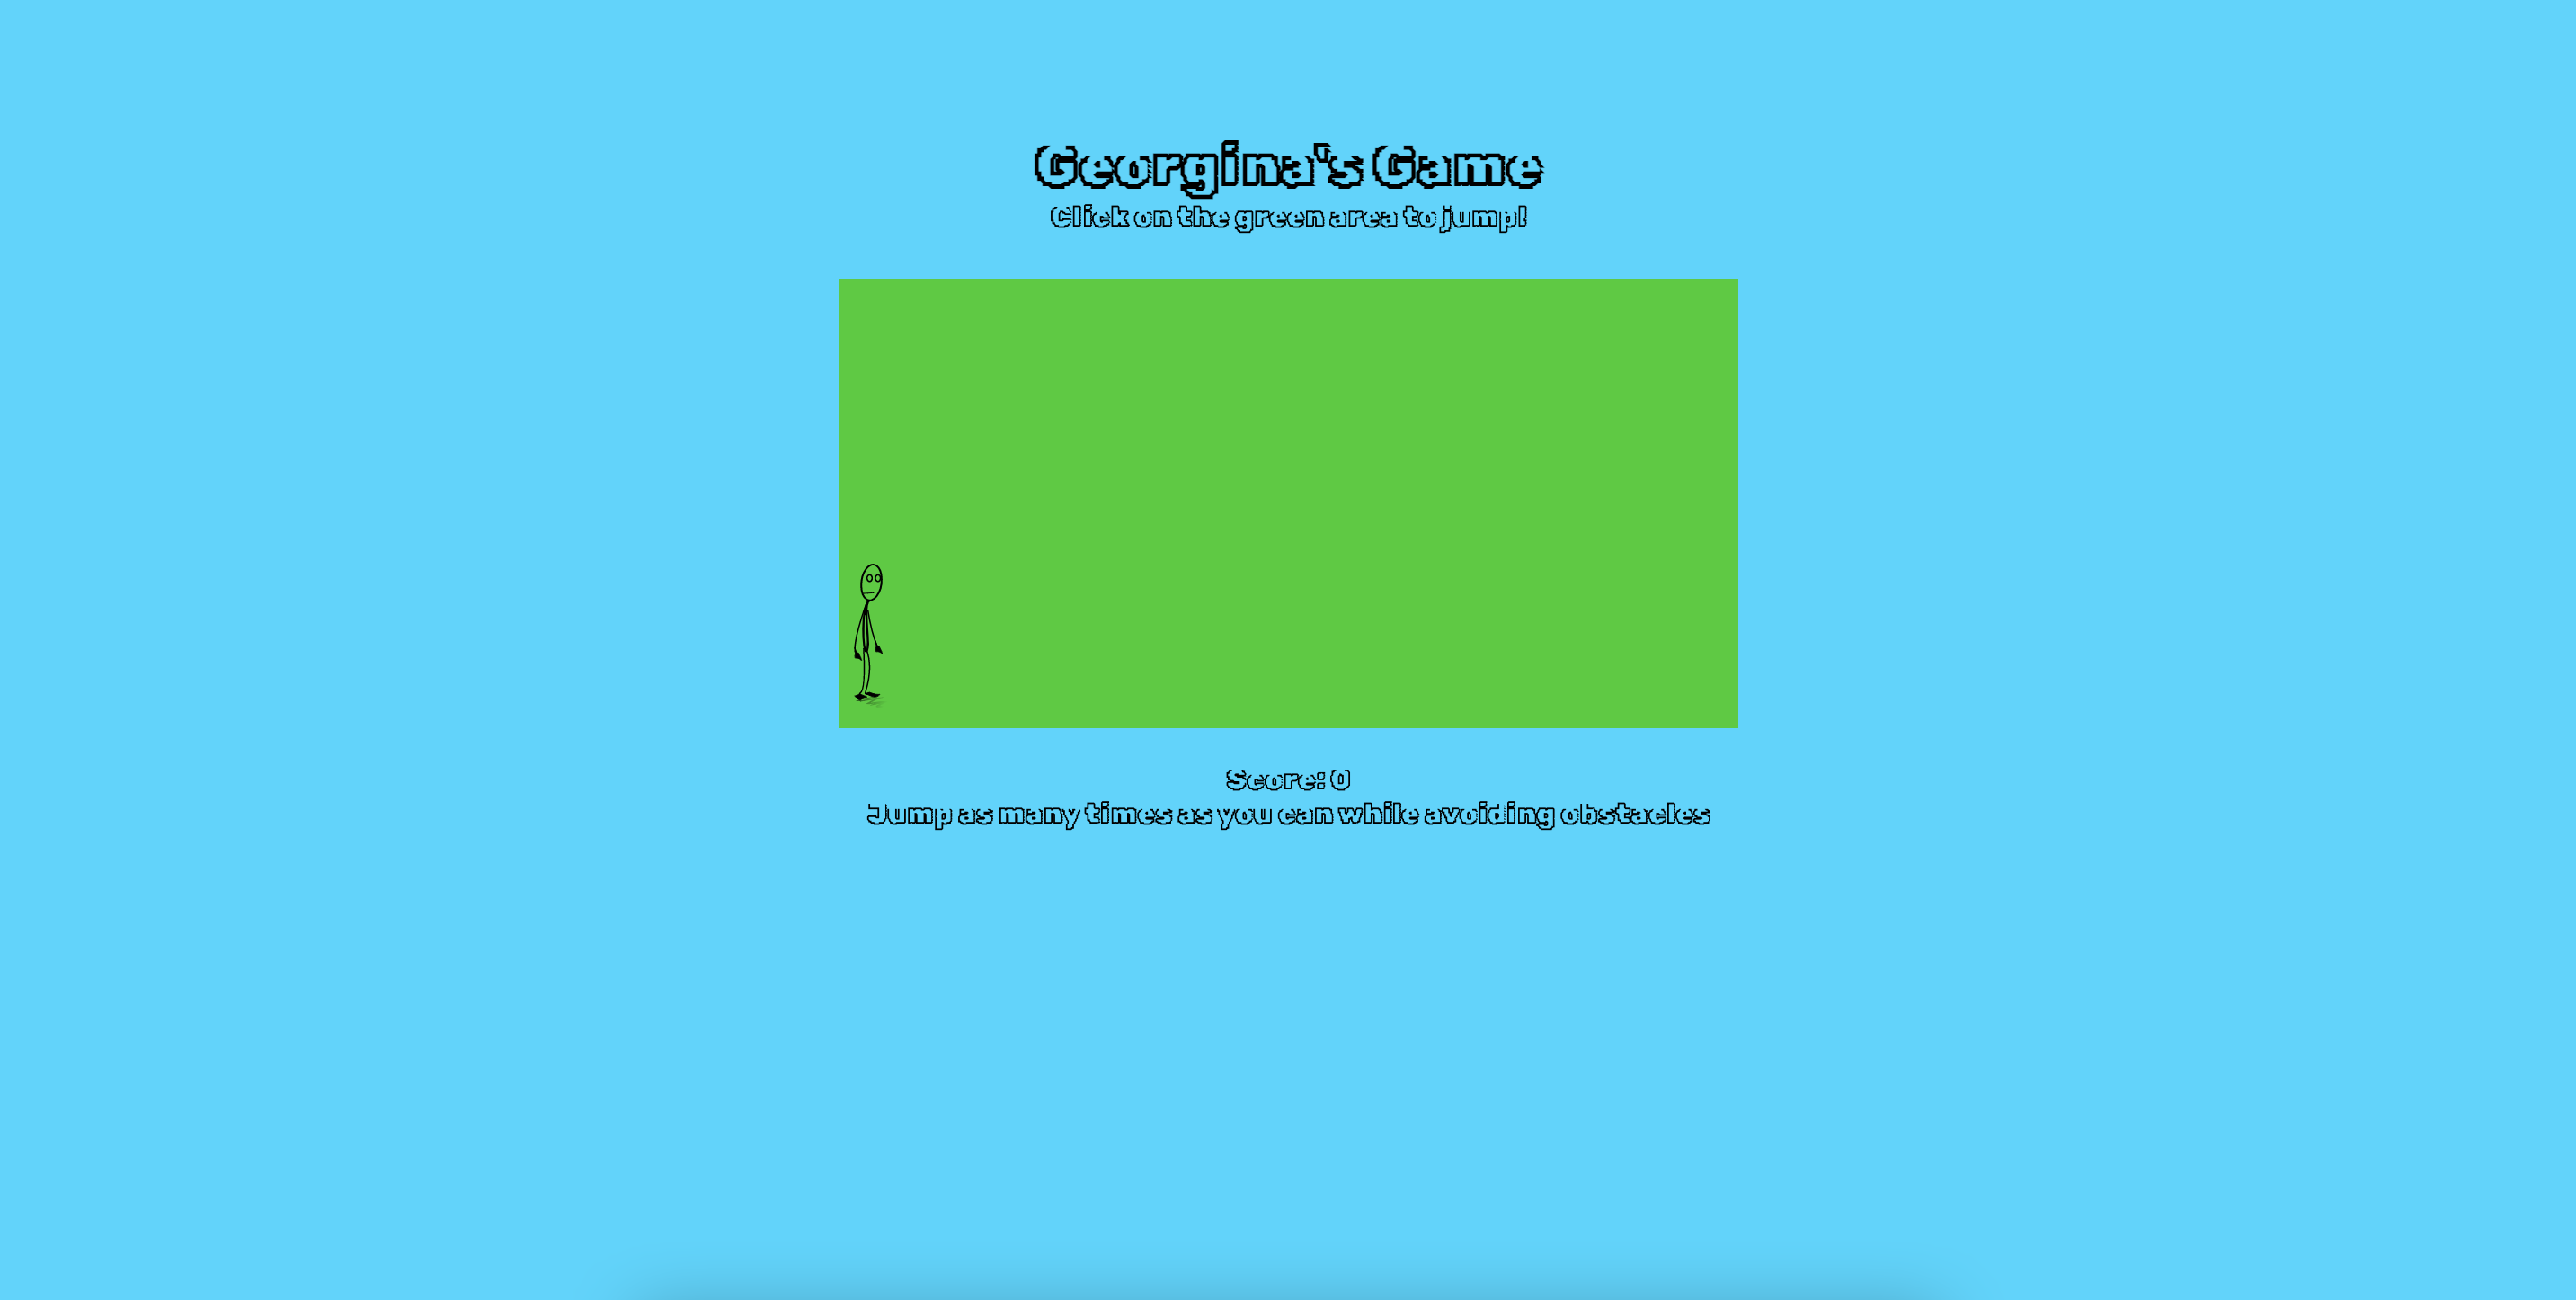 Georgina's Game
Click on the green area to jump!
Score: 0
Jump as many times as you can while avoiding obstacles